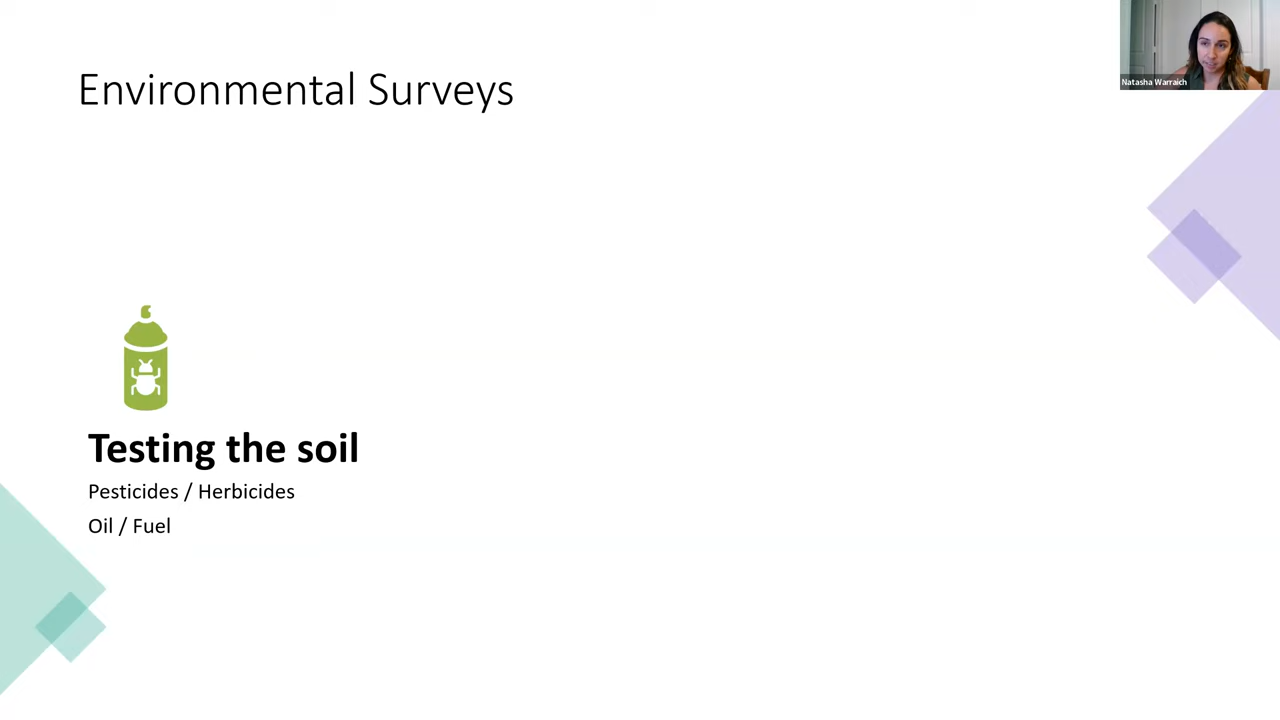 Environmental Surveys
Natasha Warraich
Testing the soil
Pesticides / Herbicides
Oil / Fuel